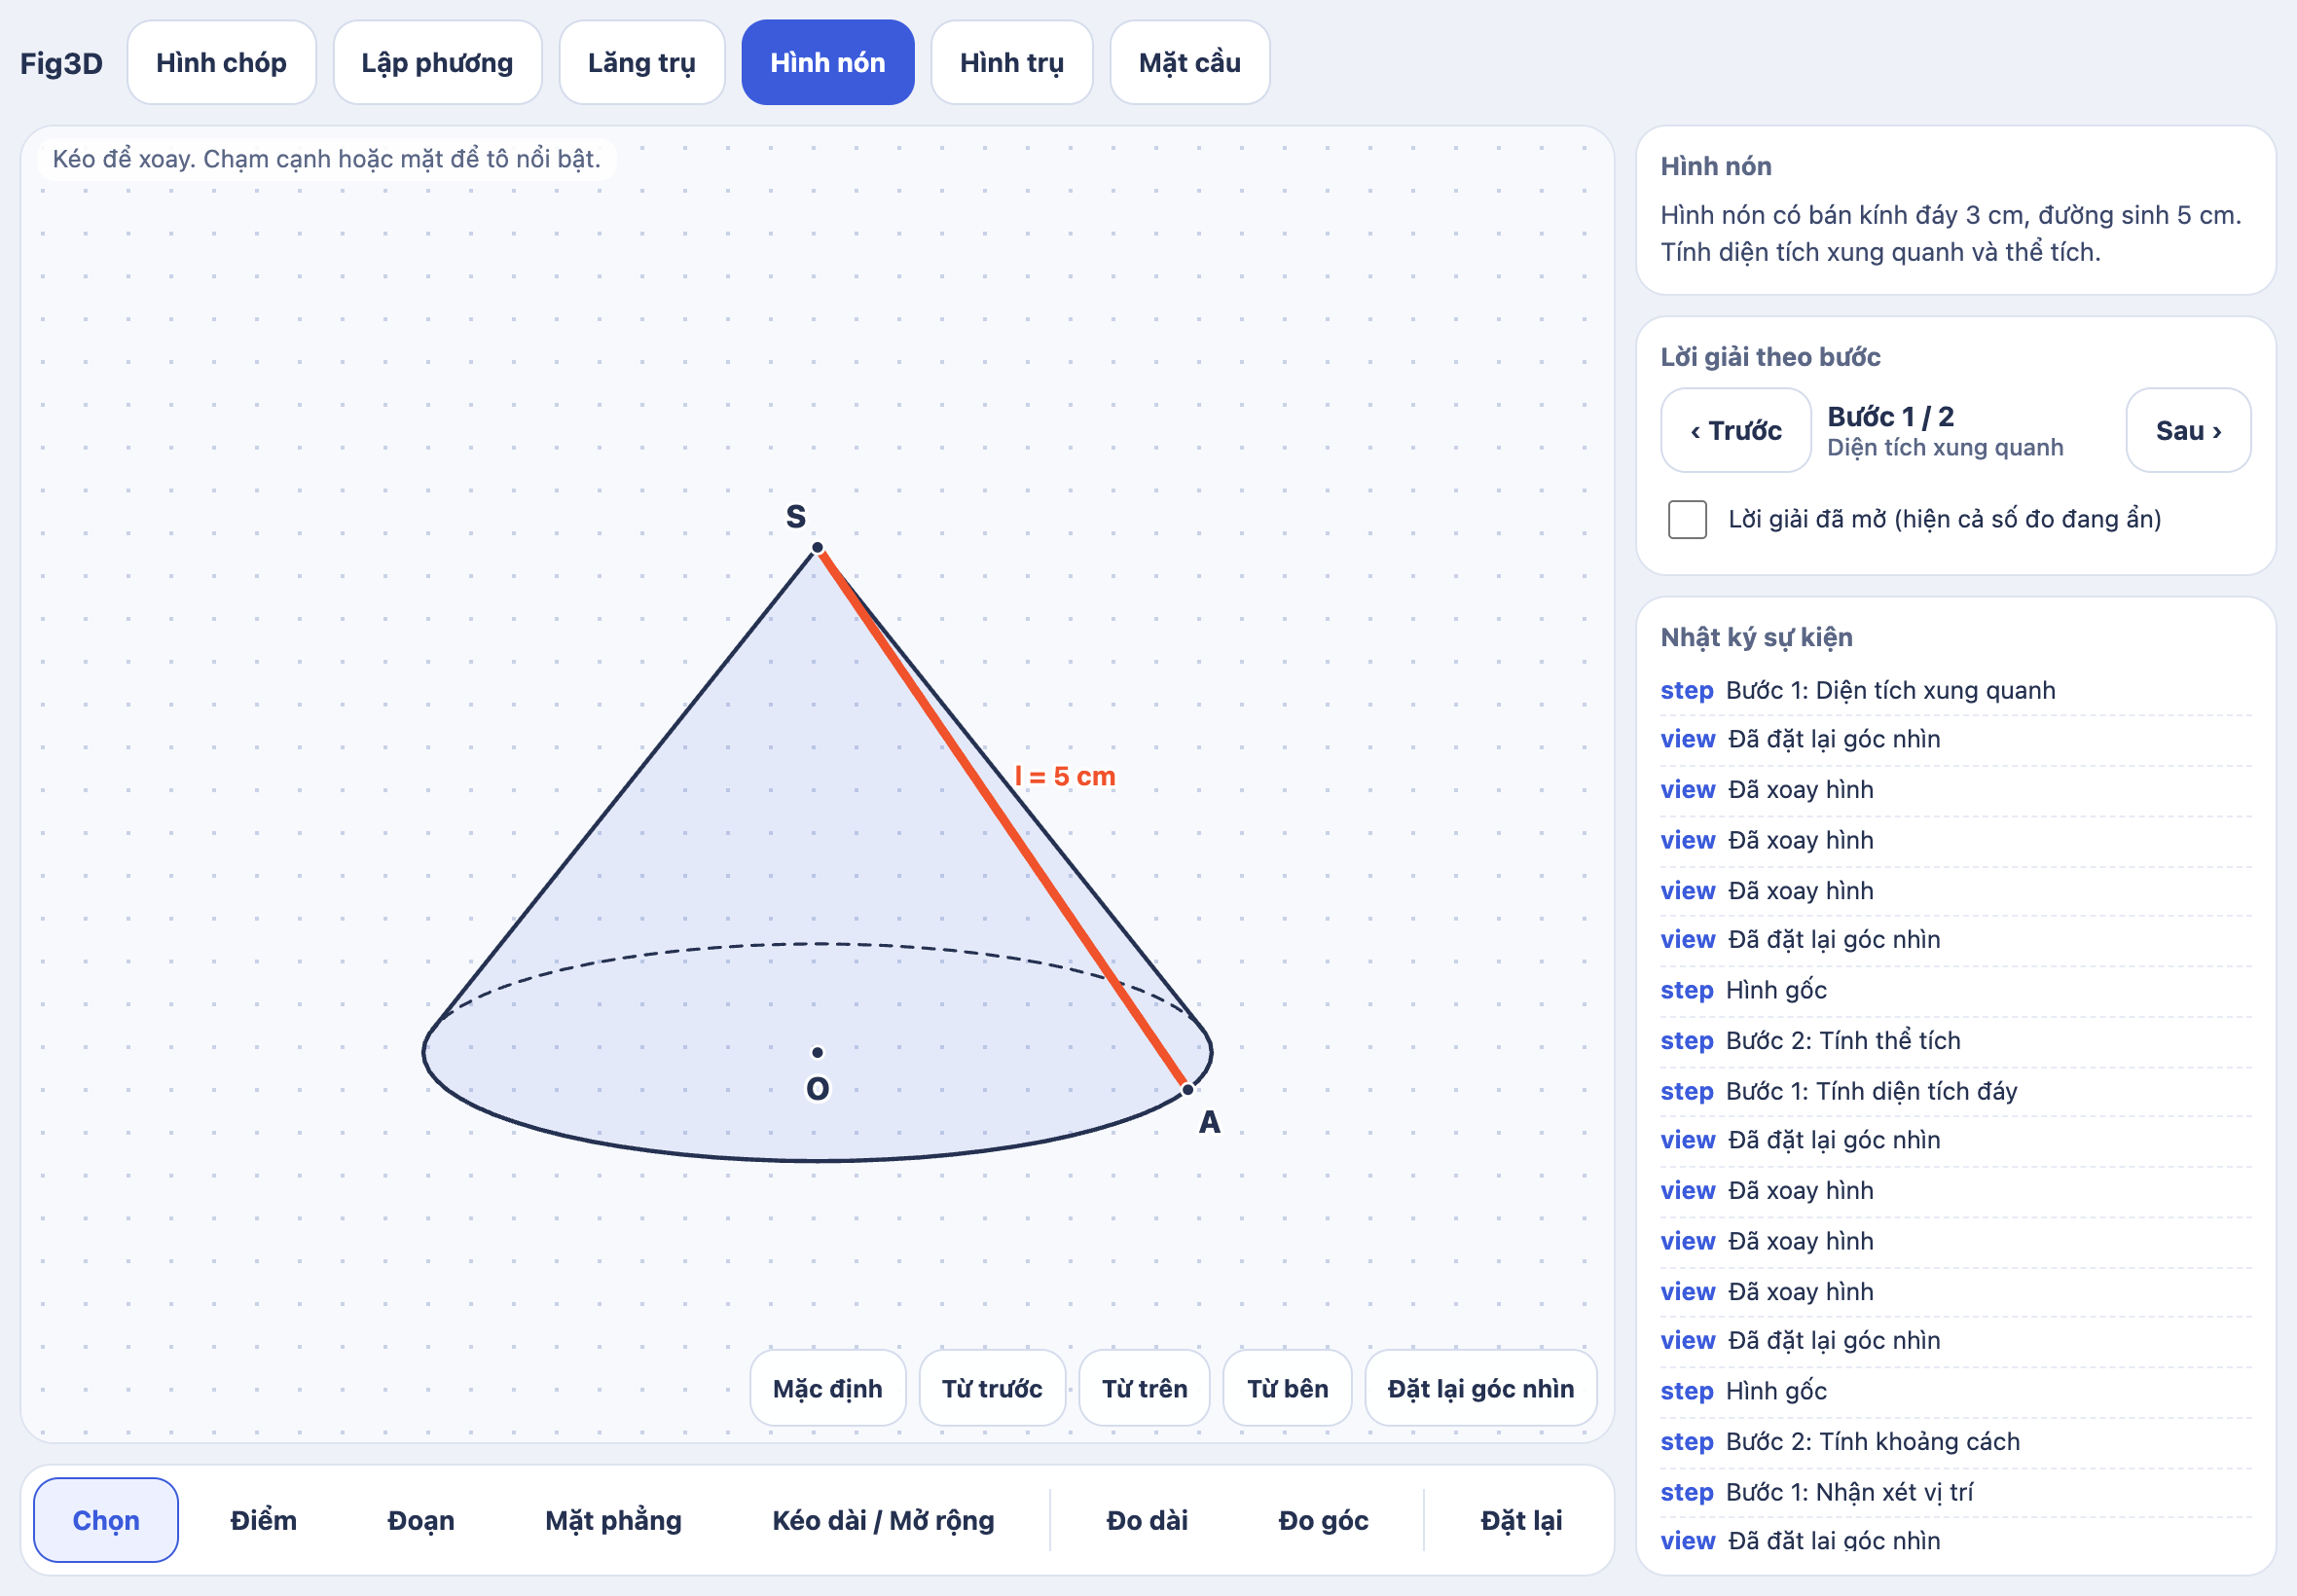 Fig3D
Hình chóp
Lập phương
Lăng trụ
Hình nón
Hình trụ
Mặt cầu
Kéo để xoay. Chạm cạnh hoặc mặt để tô nổi bật.
S
l = 5 cm
O
A
Mặc định
Từ trước
Từ trên
Từ bên
Đặt lại góc nhìn
Chọn
Điểm
Đoạn
Mặt phẳng
Kéo dài / Mở rộng
Đo dài
Đo góc
Đặt lại
Hình nón
Hình nón có bán kính đáy 3 cm, đường sinh 5 cm.
Tính diện tích xung quanh và thể tích.
Lời giải theo bước
‹ Trước
Bước 1 / 2
Diện tích xung quanh
Sau ›
Lời giải đã mở (hiện cả số đo đang ẩn)
Nhật ký sự kiện
step Bước 1: Diện tích xung quanh
view Đã đặt lại góc nhìn
view Đã xoay hình
view Đã xoay hình
view Đã xoay hình
view Đã đặt lại góc nhìn
step Hình gốc
step Bước 2: Tính thể tích
step Bước 1: Tính diện tích đáy
view Đã đặt lại góc nhìn
view Đã xoay hình
view Đã xoay hình
view Đã xoay hình
view Đã đặt lại góc nhìn
step Hình gốc
step Bước 2: Tính khoảng cách
step Bước 1: Nhận xét vị trí
view Đã đặt lại góc nhìn